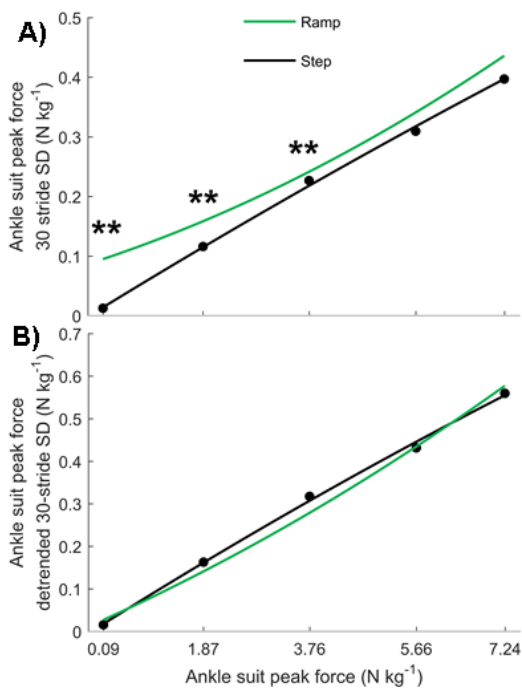 A)
Ankle suit peak force
30 stride SD (N kg-1)
0.5
0.4
0.3
0.2
0.1
0
Ramp
Step
**
**
**
B)
Ankle suit peak force
detrended 30-stride SD (N kg-1)
0.7
0.6
0.5
0.4
0.3
0.2
0.1
0
0.09
1.87
3.76
5.66
7.24
Ankle suit peak force (N kg-1)